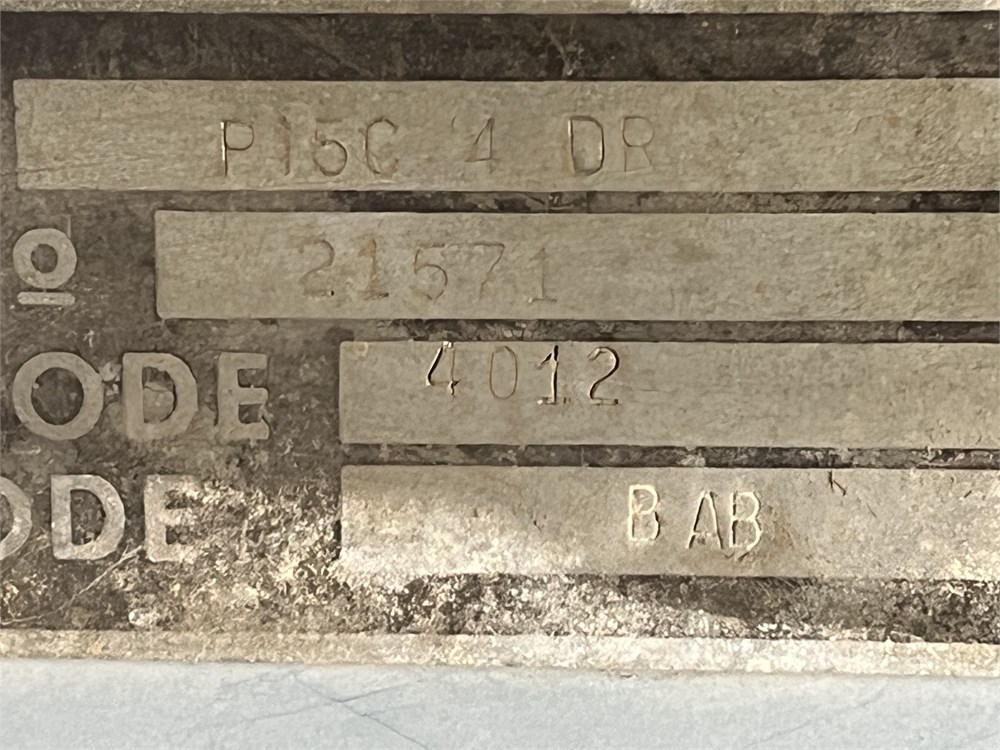 P15C 4 DR
º 21571
ODE 4012
ODE B AB